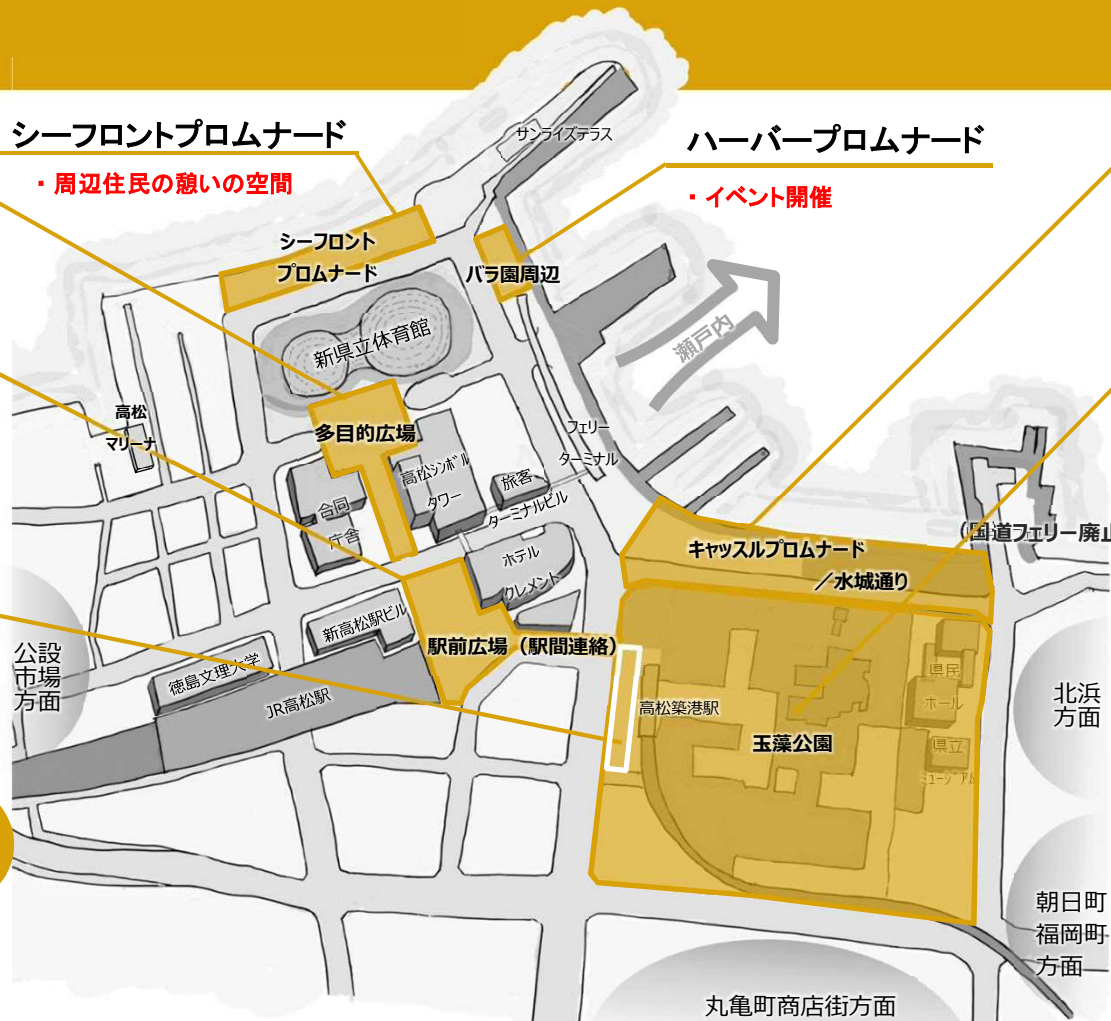 シーフロントプロムナード
・周辺住民の憩いの空間
ハーバープロムナード
・イベント開催
サンライズテラス
シーフロント
プロムナード
バラ園周辺
瀬戸内
新県立体育館
高松
マリーナ
多目的広場
高松シンボル
タワー
フェリー
ターミナル
旅客
ターミナルビル
合同
庁舎
ホテル
クレメント
キャッスルプロムナード
／水城通り
(国道フェリー廃止
新高松駅ビル
駅前広場（駅間連絡）
徳島文理大学
JR高松駅
公設
市場
方面
高松築港駅
玉藻公園
県民
ホール
県立
ミュージアム
北浜
方面
朝日町
福岡町
方面
丸亀町商店街方面